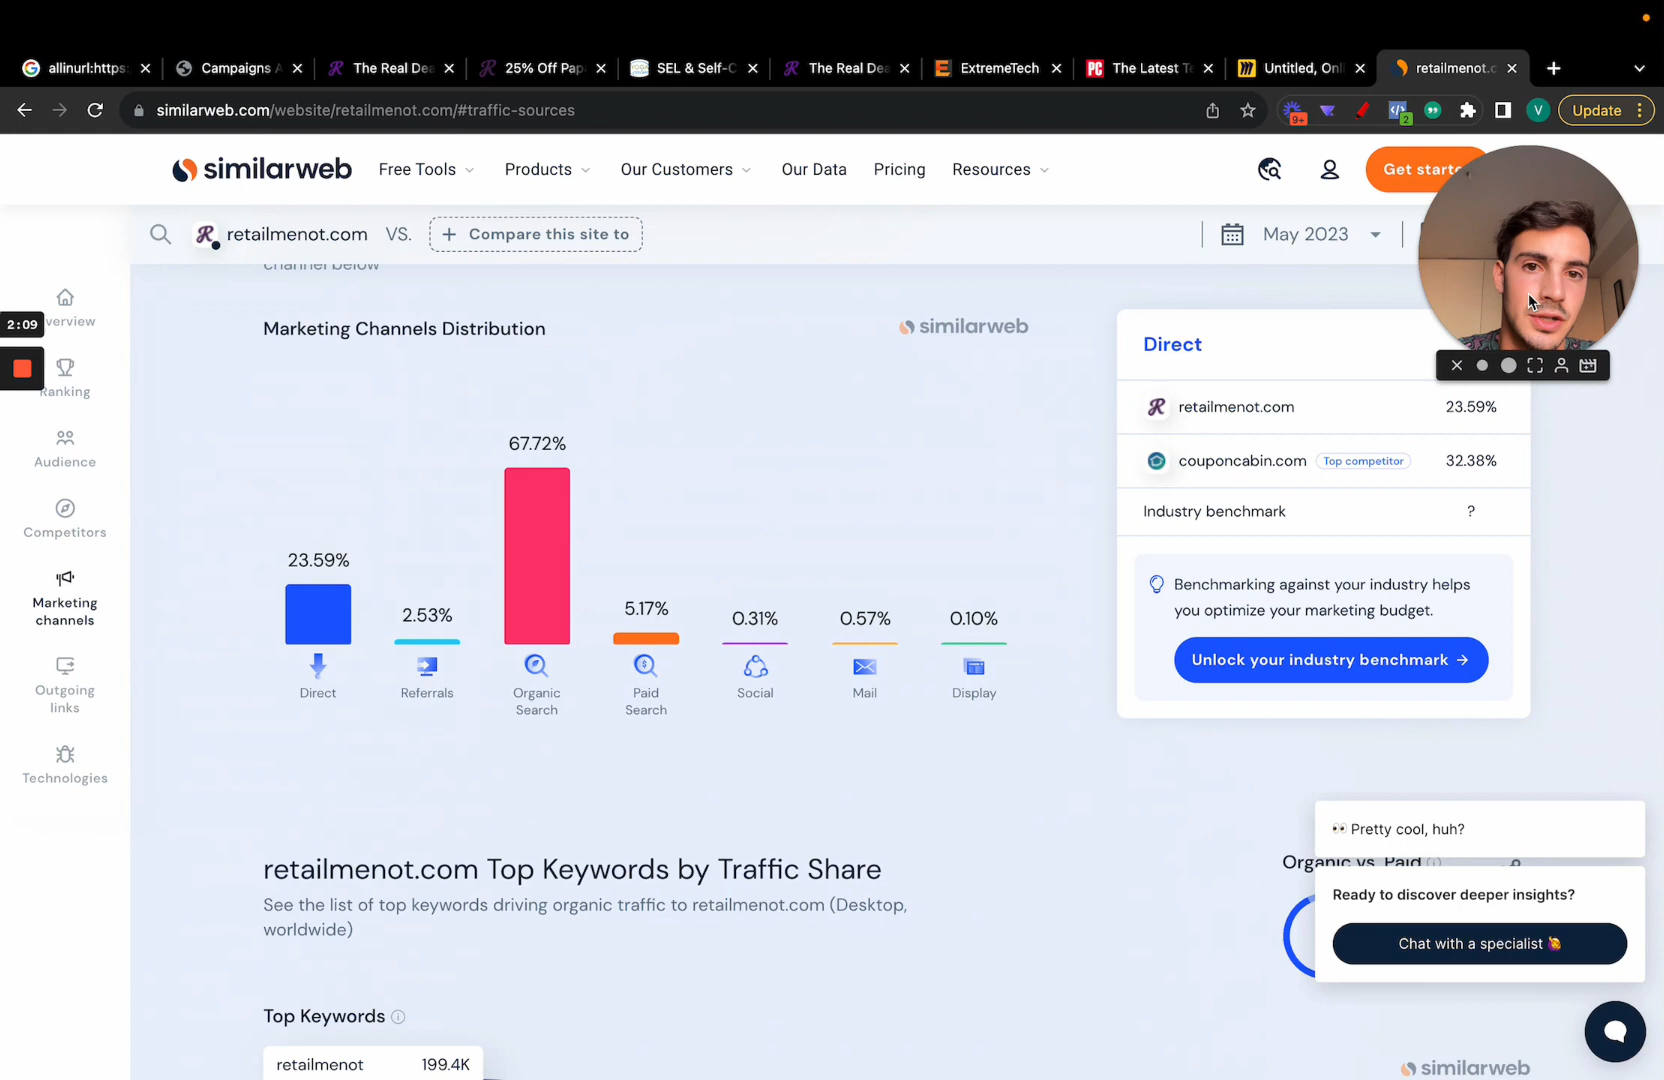 allinurl:https:
Campaigns A
The Real Dea
25% Off Pap
SEL & Self-C
The Real Dea
ExtremeTech
PC
The Latest Te
Untitled, Onl
retailmenot.c
similarweb.com/website/retailmenot.com/#traffic-sources
9+
2
V
Update
similarweb
Free Tools
Products
Our Customers
Our Data
Pricing
Resources
Get starte
retailmenot.com
VS.
+ Compare this site to
May 2023
channel below
2:09
verview
Ranking
Audience
Competitors
Marketing
channels
Outgoing
links
Technologies
Marketing Channels Distribution
similarweb
67.72%
23.59%
2.53%
5.17%
0.31%
0.57%
0.10%
Direct
Referrals
Organic
Search
Paid
Search
Social
Mail
Display
Direct
retailmenot.com 23.59%
couponcabin.com Top competitor 32.38%
Industry benchmark ?
Benchmarking against your industry helps
you optimize your marketing budget.
Unlock your industry benchmark →
retailmenot.com Top Keywords by Traffic Share
See the list of top keywords driving organic traffic to retailmenot.com (Desktop,
worldwide)
Top Keywords
retailmenot 199.4K
👀 Pretty cool, huh?
Organic vs. Paid
Ready to discover deeper insights?
Chat with a specialist 🙋
similarweb